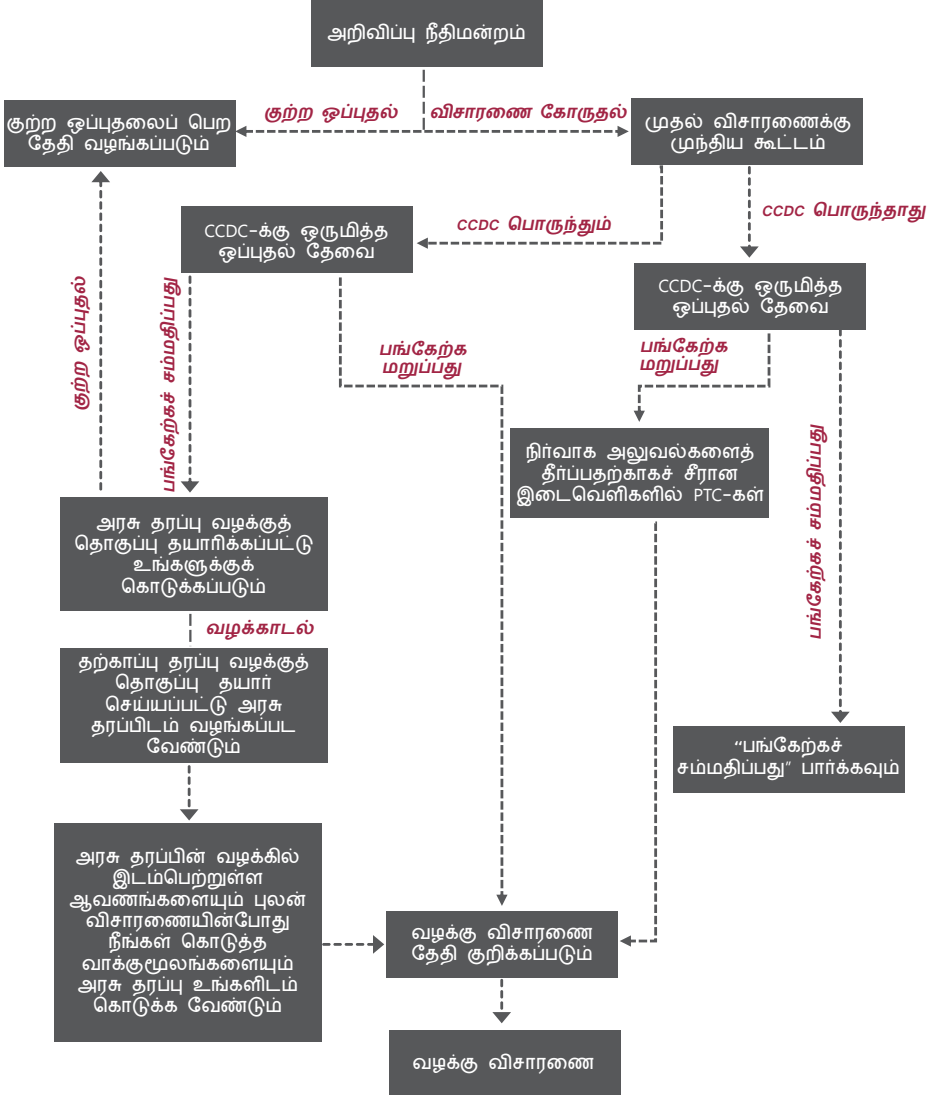 அறிவிப்பு நீதிமன்றம்
குற்ற ஒப்புதல்
விசாரணை கோருதல்
குற்ற ஒப்புதலைப் பெற
தேதி வழங்கப்படும்
முதல் விசாரணைக்கு
முந்திய கூட்டம்
CCDC பொருந்தும்
CCDC பொருந்தாது
CCDC-க்கு ஒருமித்த
ஒப்புதல் தேவை
CCDC-க்கு ஒருமித்த
ஒப்புதல் தேவை
குற்ற ஒப்புதல்
பங்கேற்கச் சம்மதிப்பது
பங்கேற்க
மறுப்பது
பங்கேற்க
மறுப்பது
பங்கேற்கச் சம்மதிப்பது
நிர்வாக அலுவல்களைத்
தீர்ப்பதற்காகச் சீரான
இடைவெளிகளில் PTC-கள்
அரசு தரப்பு வழக்குத்
தொகுப்பு தயாரிக்கப்பட்டு
உங்களுக்குக்
கொடுக்கப்படும்
வழக்காடல்
தற்காப்பு தரப்பு வழக்குத்
தொகுப்பு தயார்
செய்யப்பட்டு அரசு
தரப்பிடம் வழங்கப்பட
வேண்டும்
“பங்கேற்கச்
சம்மதிப்பது” பார்க்கவும்
அரசு தரப்பின் வழக்கில்
இடம்பெற்றுள்ள
ஆவணங்களையும் புலன்
விசாரணையின்போது
நீங்கள் கொடுத்த
வாக்குமூலங்களையும்
அரசு தரப்பு உங்களிடம்
கொடுக்க வேண்டும்
வழக்கு விசாரணை
தேதி குறிக்கப்படும்
வழக்கு விசாரணை